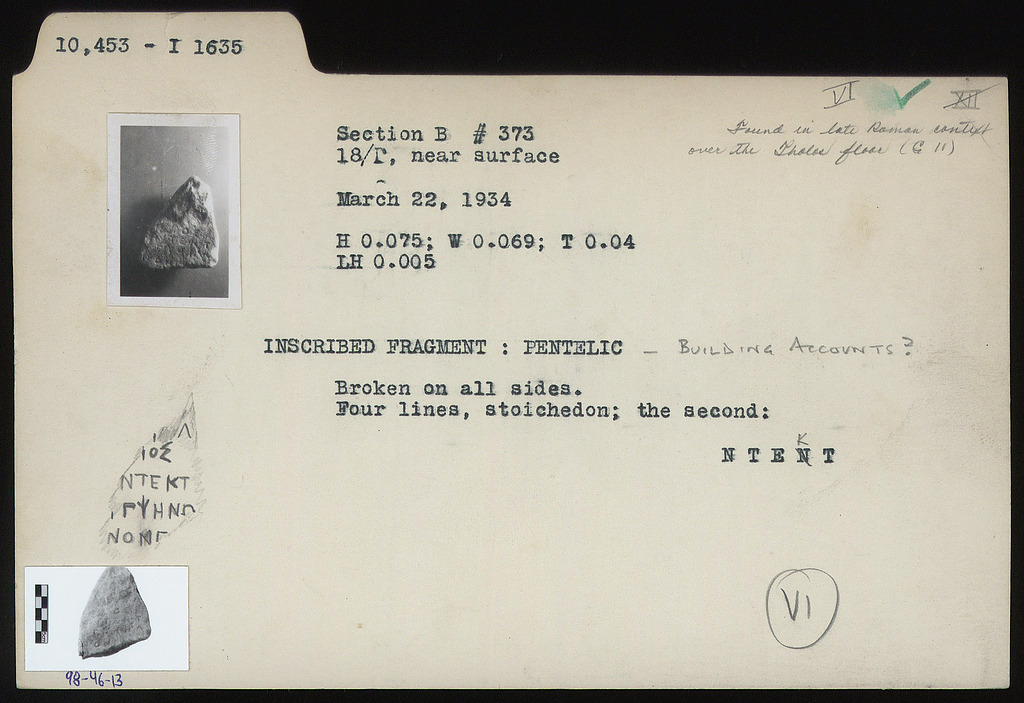 10,453 - I 1635
VI ✓ XII
Found in late Roman context
over the Tholos floor (G 11)
Section B # 373
18/Γ, near surface
March 22, 1934
H 0.075; W 0.069; T 0.04
LH 0.005
INSCRIBED FRAGMENT : PENTELIC — BUILDING ACCOUNTS?
Broken on all sides.
Four lines, stoichedon; the second:
K
N T E N T
Λ
ΙΟΣ
ΝΤΕΚΤ
ΝΟΜΓ
VI
98-46-13